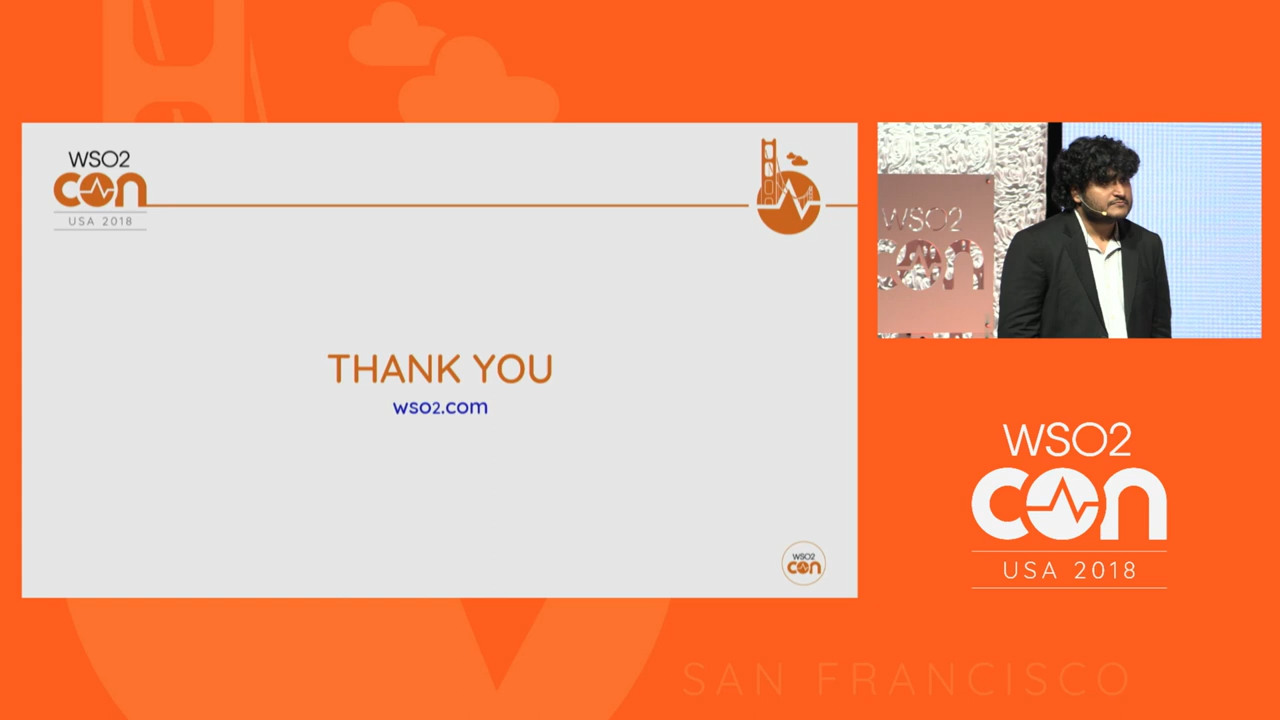 WSO2
con
USA 2018
THANK YOU
wso2.com
WSO2
con
WSO2
con
WSO2
con
USA 2018
SAN FRANCISCO